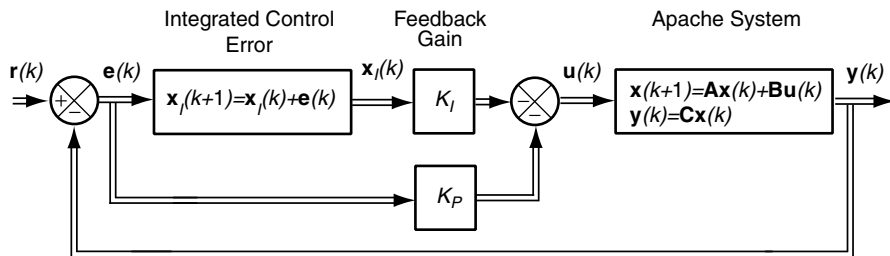 Integrated Control
Error
Feedback
Gain
Apache System
r(k)
e(k)
x_I(k+1)=x_I(k)+e(k)
x_I(k)
K_I
u(k)
x(k+1)=Ax(k)+Bu(k)
y(k)=Cx(k)
y(k)
+
−
−
−
K_P